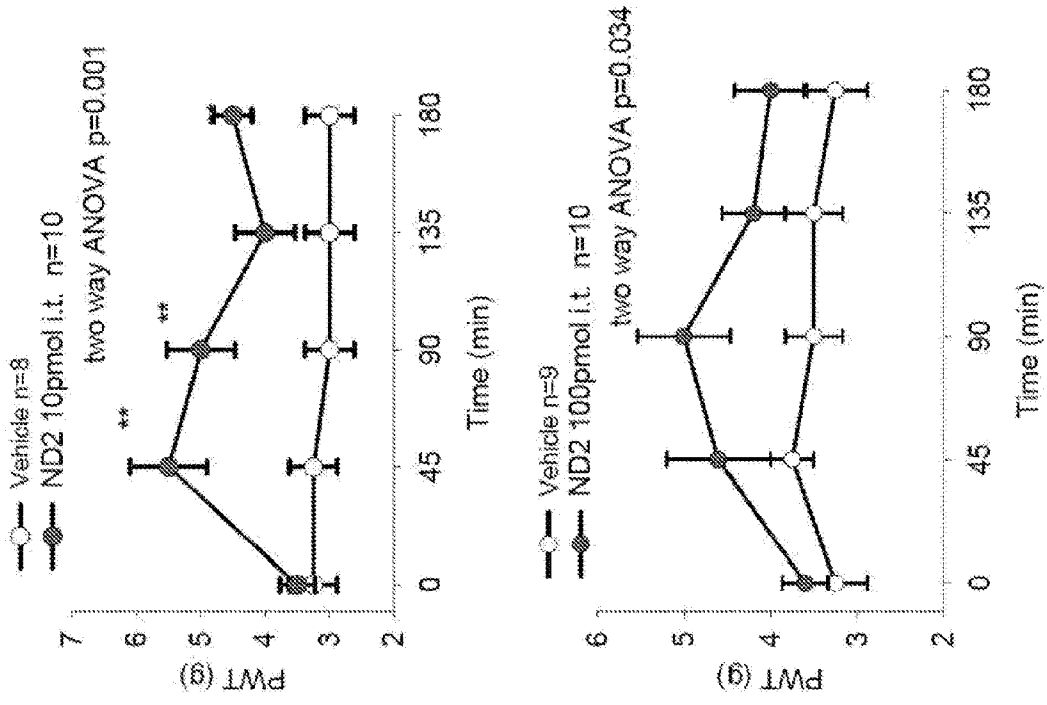 Vehicle n=8
ND2 10pmol i.t. n=10
two way ANOVA p=0.001
**
**
7
6
5
4
3
2
PWT (g)
0 45 90 135 180
Time (min)
Vehicle n=9
ND2 100pmol i.t. n=10
two way ANOVA p=0.034
6
5
4
3
2
PWT (g)
0 45 90 135 180
Time (min)